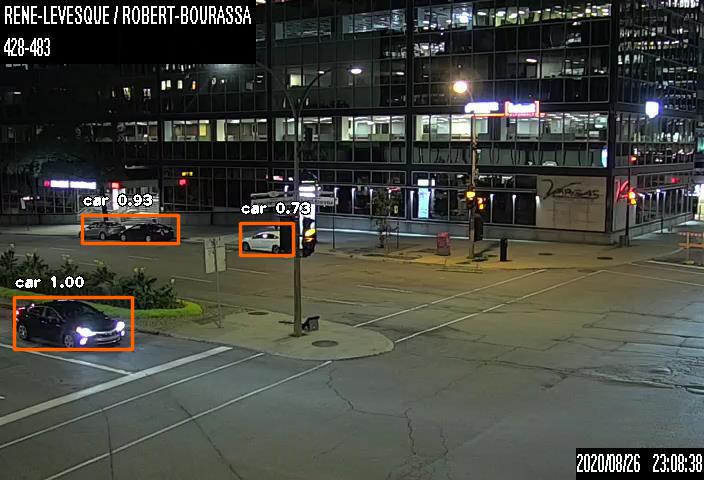 RENE-LEVESQUE / ROBERT-BOURASSA
428-483
car 0.93
car 0.73
VARGAS
car 1.00
2020/08/26 23:08:38